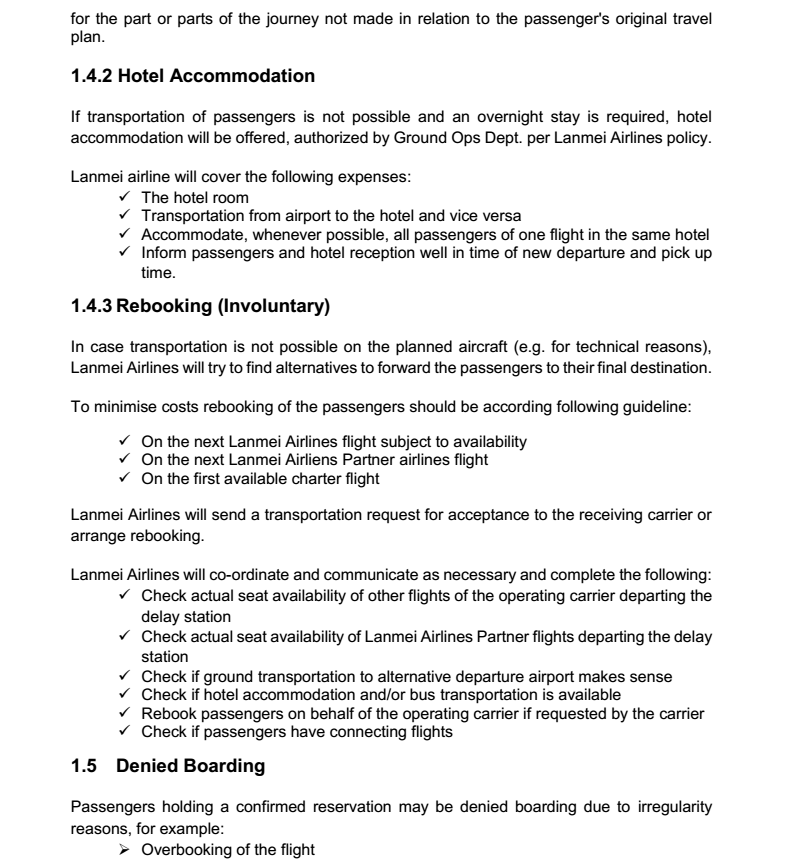 for the part or parts of the journey not made in relation to the passenger's original travel
plan.
1.4.2 Hotel Accommodation
If transportation of passengers is not possible and an overnight stay is required, hotel
accommodation will be offered, authorized by Ground Ops Dept. per Lanmei Airlines policy.
Lanmei airline will cover the following expenses:
✓ The hotel room
✓ Transportation from airport to the hotel and vice versa
✓ Accommodate, whenever possible, all passengers of one flight in the same hotel
✓ Inform passengers and hotel reception well in time of new departure and pick up
time.
1.4.3 Rebooking (Involuntary)
In case transportation is not possible on the planned aircraft (e.g. for technical reasons),
Lanmei Airlines will try to find alternatives to forward the passengers to their final destination.
To minimise costs rebooking of the passengers should be according following guideline:
✓ On the next Lanmei Airlines flight subject to availability
✓ On the next Lanmei Airliens Partner airlines flight
✓ On the first available charter flight
Lanmei Airlines will send a transportation request for acceptance to the receiving carrier or
arrange rebooking.
Lanmei Airlines will co-ordinate and communicate as necessary and complete the following:
✓ Check actual seat availability of other flights of the operating carrier departing the
delay station
✓ Check actual seat availability of Lanmei Airlines Partner flights departing the delay
station
✓ Check if ground transportation to alternative departure airport makes sense
✓ Check if hotel accommodation and/or bus transportation is available
✓ Rebook passengers on behalf of the operating carrier if requested by the carrier
✓ Check if passengers have connecting flights
1.5 Denied Boarding
Passengers holding a confirmed reservation may be denied boarding due to irregularity
reasons, for example:
➢ Overbooking of the flight